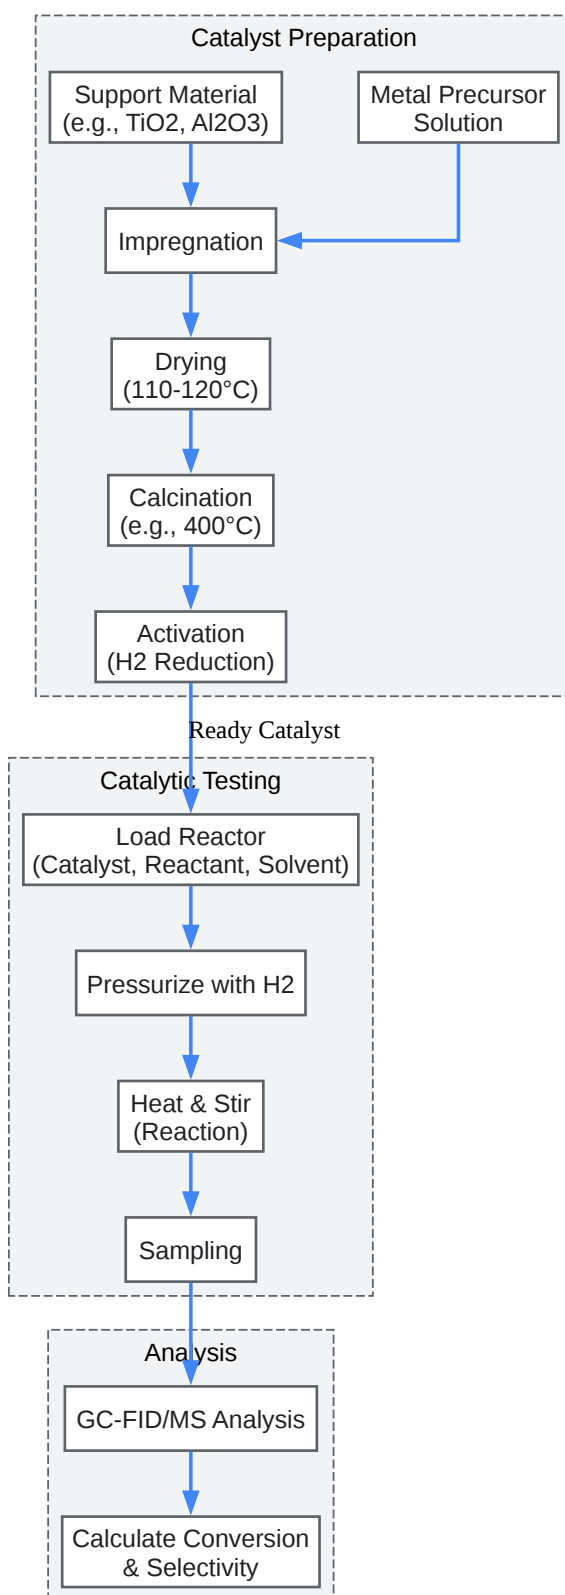 Catalyst Preparation
Support Material
(e.g., TiO2, Al2O3)
Metal Precursor
Solution
Impregnation
Drying
(110-120°C)
Calcination
(e.g., 400°C)
Activation
(H2 Reduction)
Ready Catalyst
Catalytic Testing
Load Reactor
(Catalyst, Reactant, Solvent)
Pressurize with H2
Heat & Stir
(Reaction)
Sampling
Analysis
GC-FID/MS Analysis
Calculate Conversion
& Selectivity